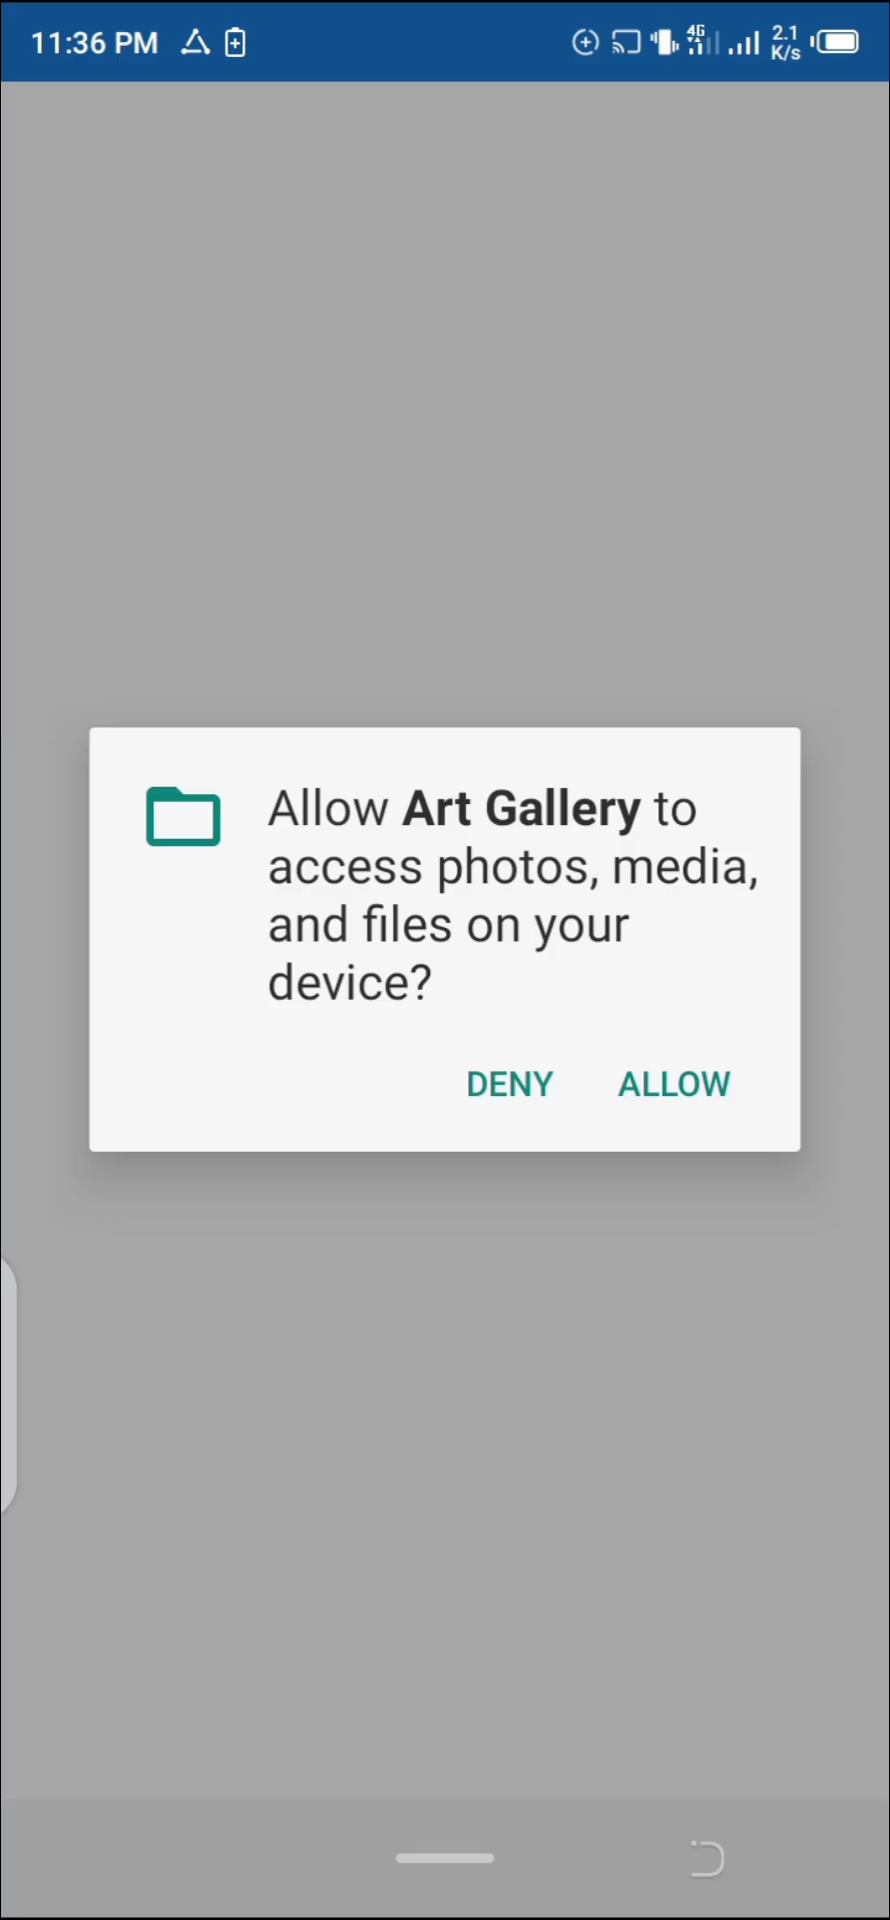 11:36 PM
4G
2.1
K/s
Allow Art Gallery to
access photos, media,
and files on your
device?
DENY ALLOW